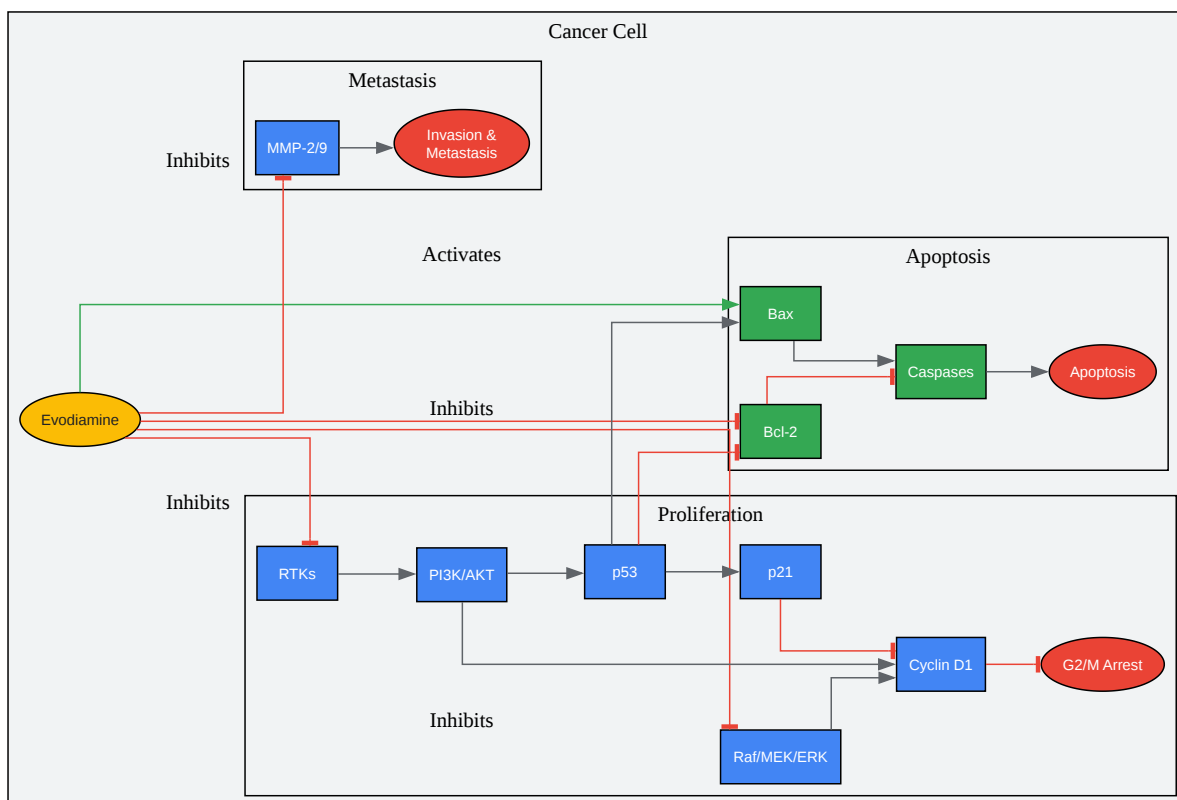 Cancer Cell
Metastasis
MMP-2/9
Invasion &
Metastasis
Inhibits
Activates
Apoptosis
Bax
Caspases
Apoptosis
Evodiamine
Inhibits
Bcl-2
Inhibits
Proliferation
RTKs
PI3K/AKT
p53
p21
Cyclin D1
G2/M Arrest
Inhibits
Raf/MEK/ERK